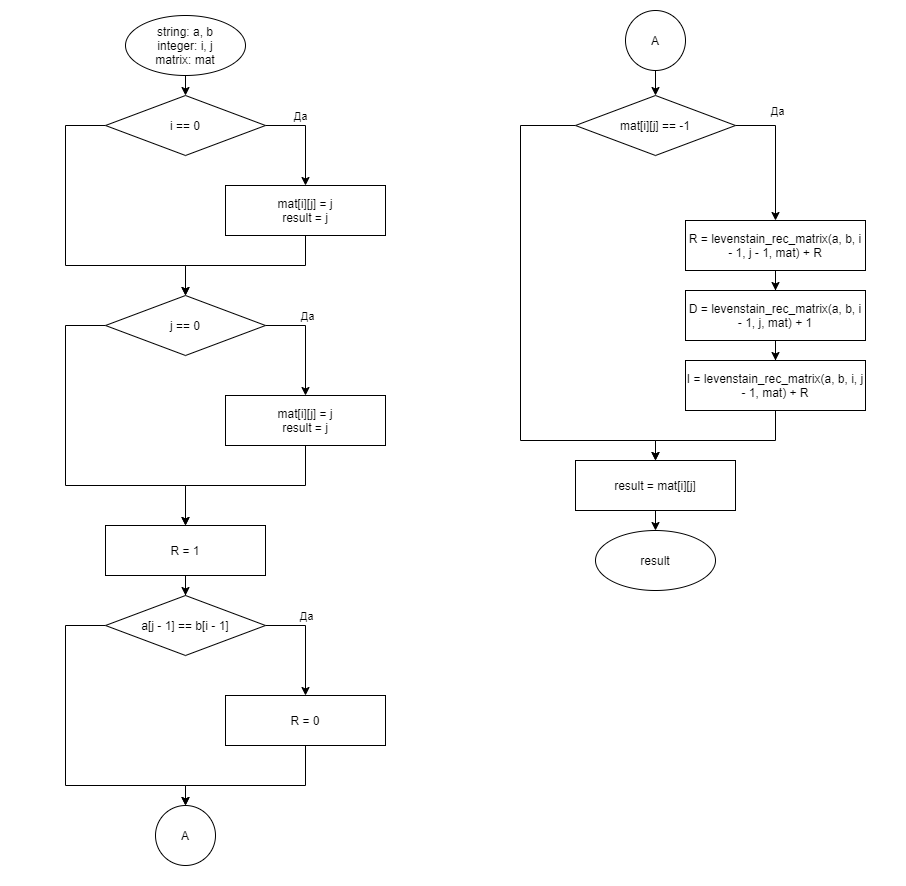 string: a, b
integer: i, j
matrix: mat
i == 0
Да
mat[i][j] = j
result = j
j == 0
Да
mat[i][j] = j
result = j
R = 1
a[j - 1] == b[i - 1]
Да
R = 0
A
A
mat[i][j] == -1
Да
R = levenstain_rec_matrix(a, b, i
- 1, j - 1, mat) + R
D = levenstain_rec_matrix(a, b, i
- 1, j, mat) + 1
I = levenstain_rec_matrix(a, b, i, j
- 1, mat) + R
result = mat[i][j]
result